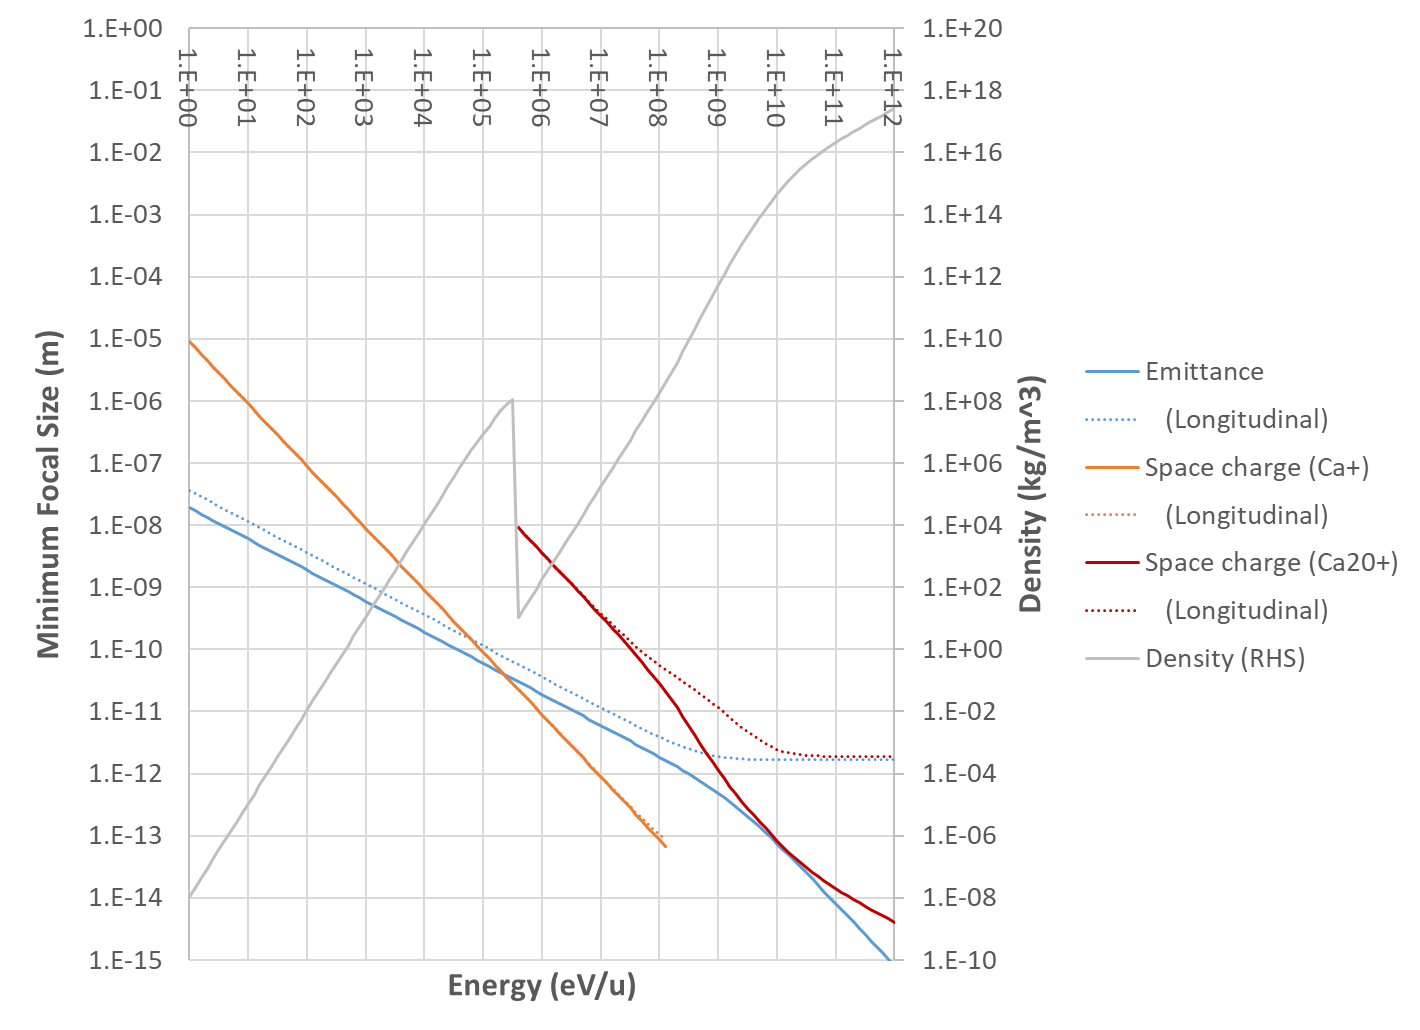 1.E+00
1.E-01
1.E-02
1.E-03
1.E-04
1.E-05
1.E-06
1.E-07
1.E-08
1.E-09
1.E-10
1.E-11
1.E-12
1.E-13
1.E-14
1.E-15
Minimum Focal Size (m)
1.E+00
1.E+01
1.E+02
1.E+03
1.E+04
1.E+05
1.E+06
1.E+07
1.E+08
1.E+09
1.E+10
1.E+11
1.E+12
Energy (eV/u)
1.E+20
1.E+18
1.E+16
1.E+14
1.E+12
1.E+10
1.E+08
1.E+06
1.E+04
1.E+02
1.E+00
1.E-02
1.E-04
1.E-06
1.E-08
1.E-10
Density (kg/m^3)
Emittance
(Longitudinal)
Space charge (Ca+)
(Longitudinal)
Space charge (Ca20+)
(Longitudinal)
Density (RHS)